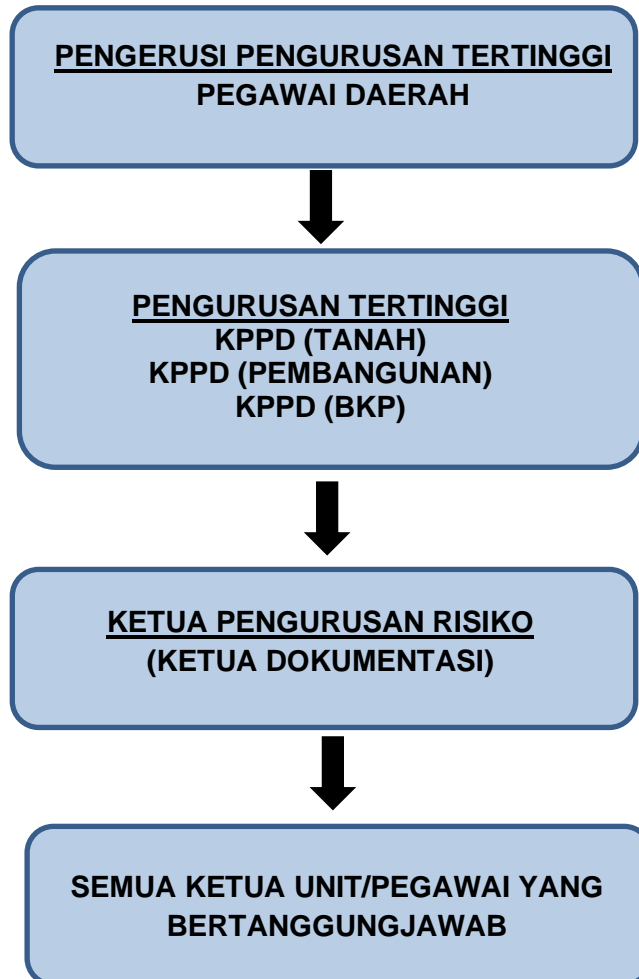 PENGERUSI PENGURUSAN TERTINGGI
PEGAWAI DAERAH
PENGURUSAN TERTINGGI
KPPD (TANAH)
KPPD (PEMBANGUNAN)
KPPD (BKP)
KETUA PENGURUSAN RISIKO
(KETUA DOKUMENTASI)
SEMUA KETUA UNIT/PEGAWAI YANG
BERTANGGUNGJAWAB